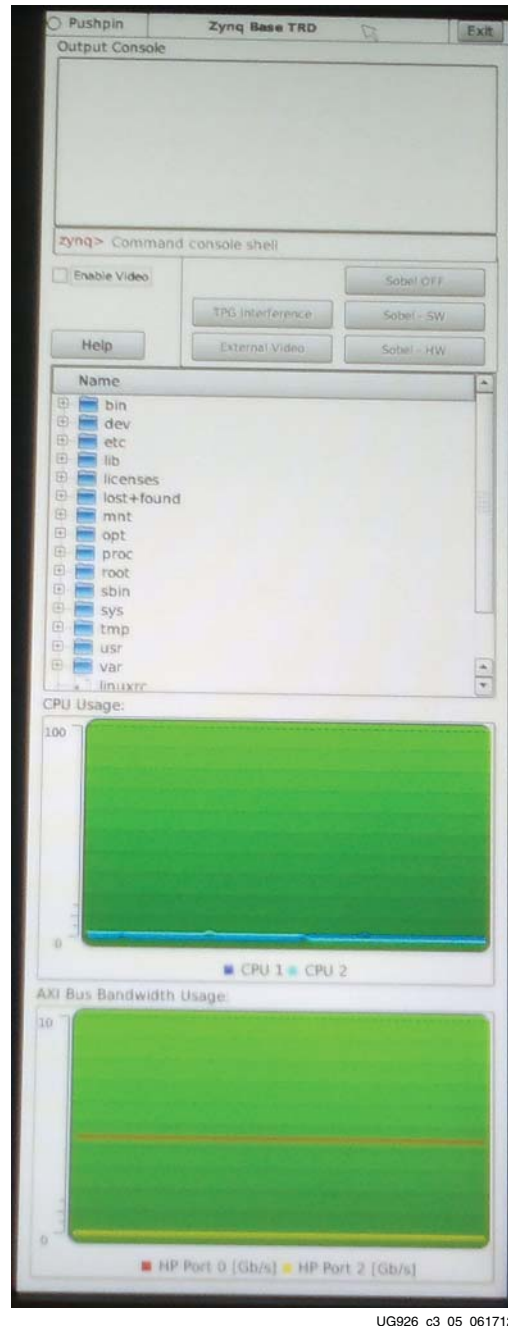 Pushpin Zynq Base TRD Exit
Output Console
zynq> Command console shell
Enable Video
Sobel OFF
TPG Interference Sobel - SW
Help External Video Sobel - HW
Name
bin
dev
etc
lib
licenses
lost+found
mnt
opt
proc
root
sbin
sys
tmp
usr
var
linuxrc
CPU Usage:
100
0
CPU 1 CPU 2
AXI Bus Bandwidth Usage:
10
0
HP Port 0 [Gb/s] HP Port 2 [Gb/s]
UG926_c3_05_061712